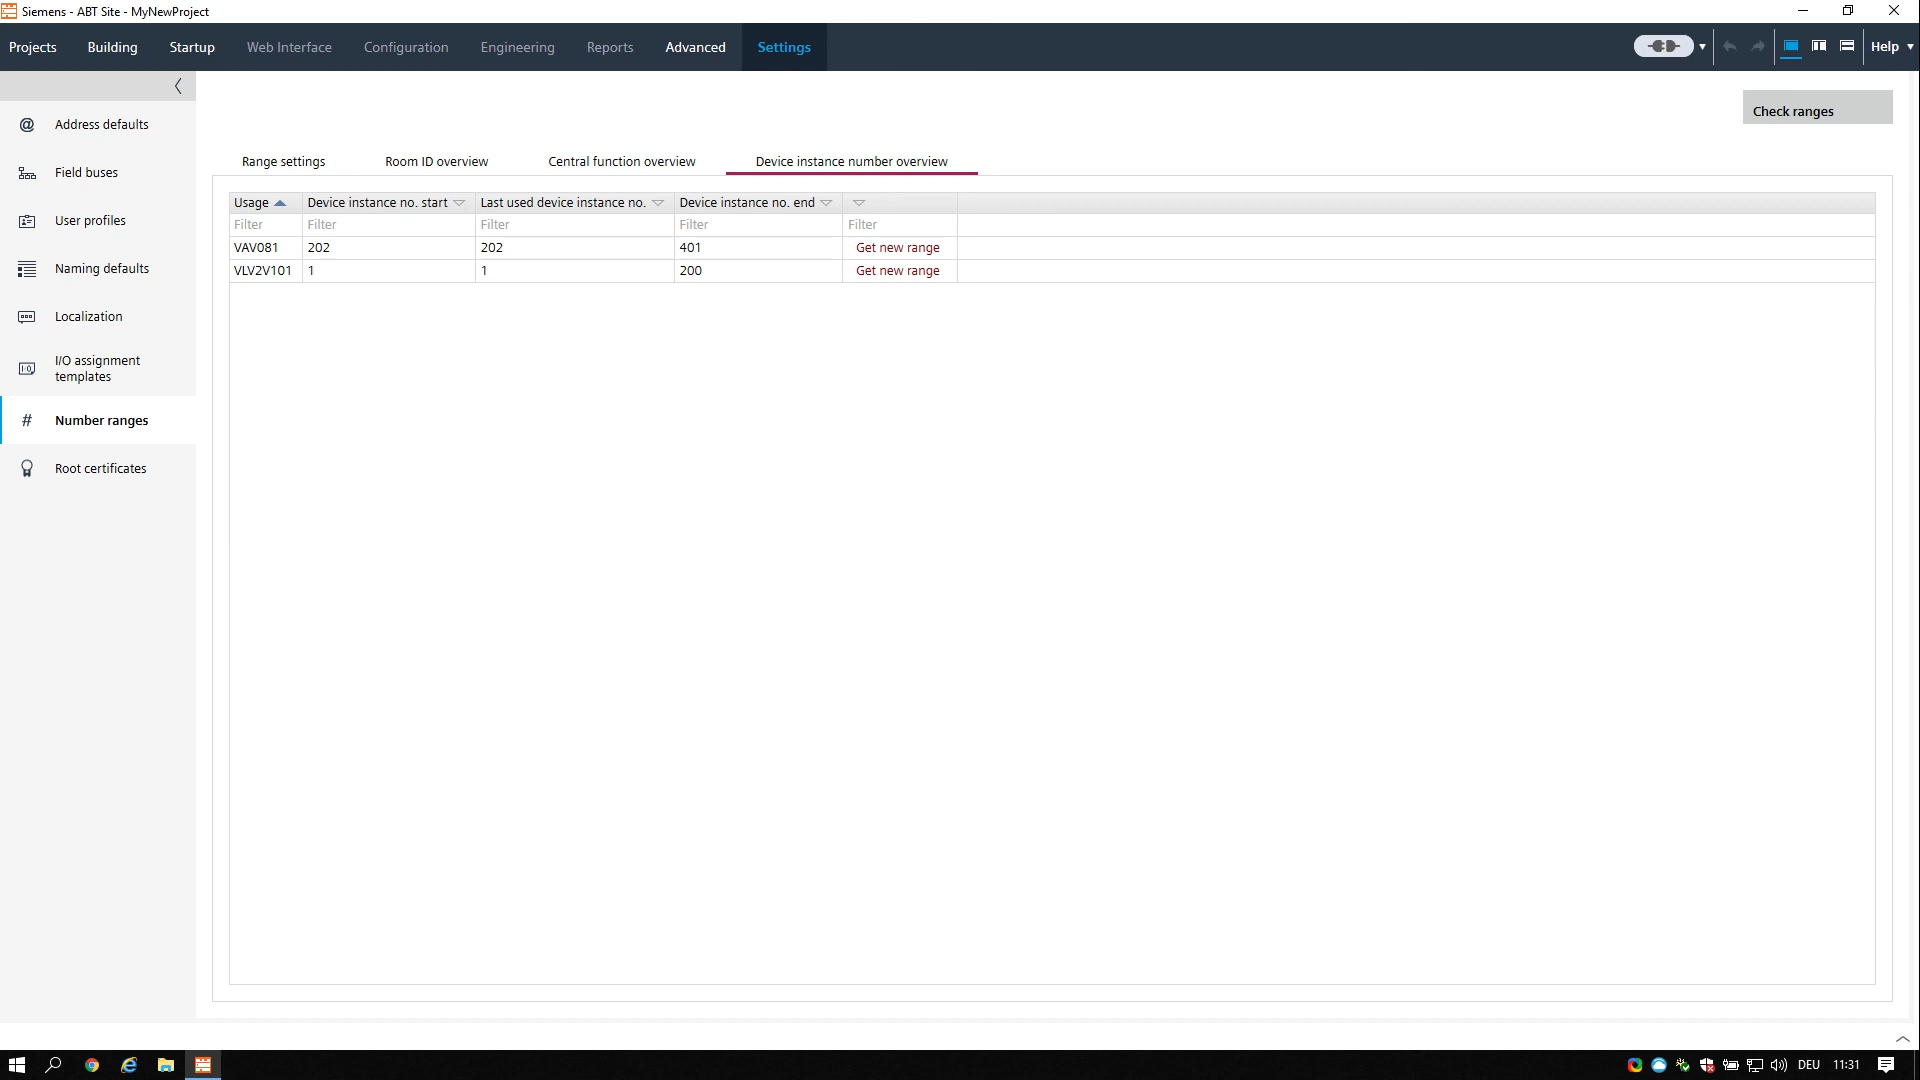 Siemens - ABT Site - MyNewProject
Projects Building Startup Web Interface Configuration Engineering Reports Advanced Settings Help
Check ranges
@ Address defaults
Field buses
User profiles
Naming defaults
Localization
I/O assignment
templates
# Number ranges
Root certificates
Range settings Room ID overview Central function overview Device instance number overview
Usage Device instance no. start Last used device instance no. Device instance no. end
Filter Filter Filter Filter Filter
VAV081 202 202 401 Get new range
VLV2V101 1 1 200 Get new range
DEU 11:31